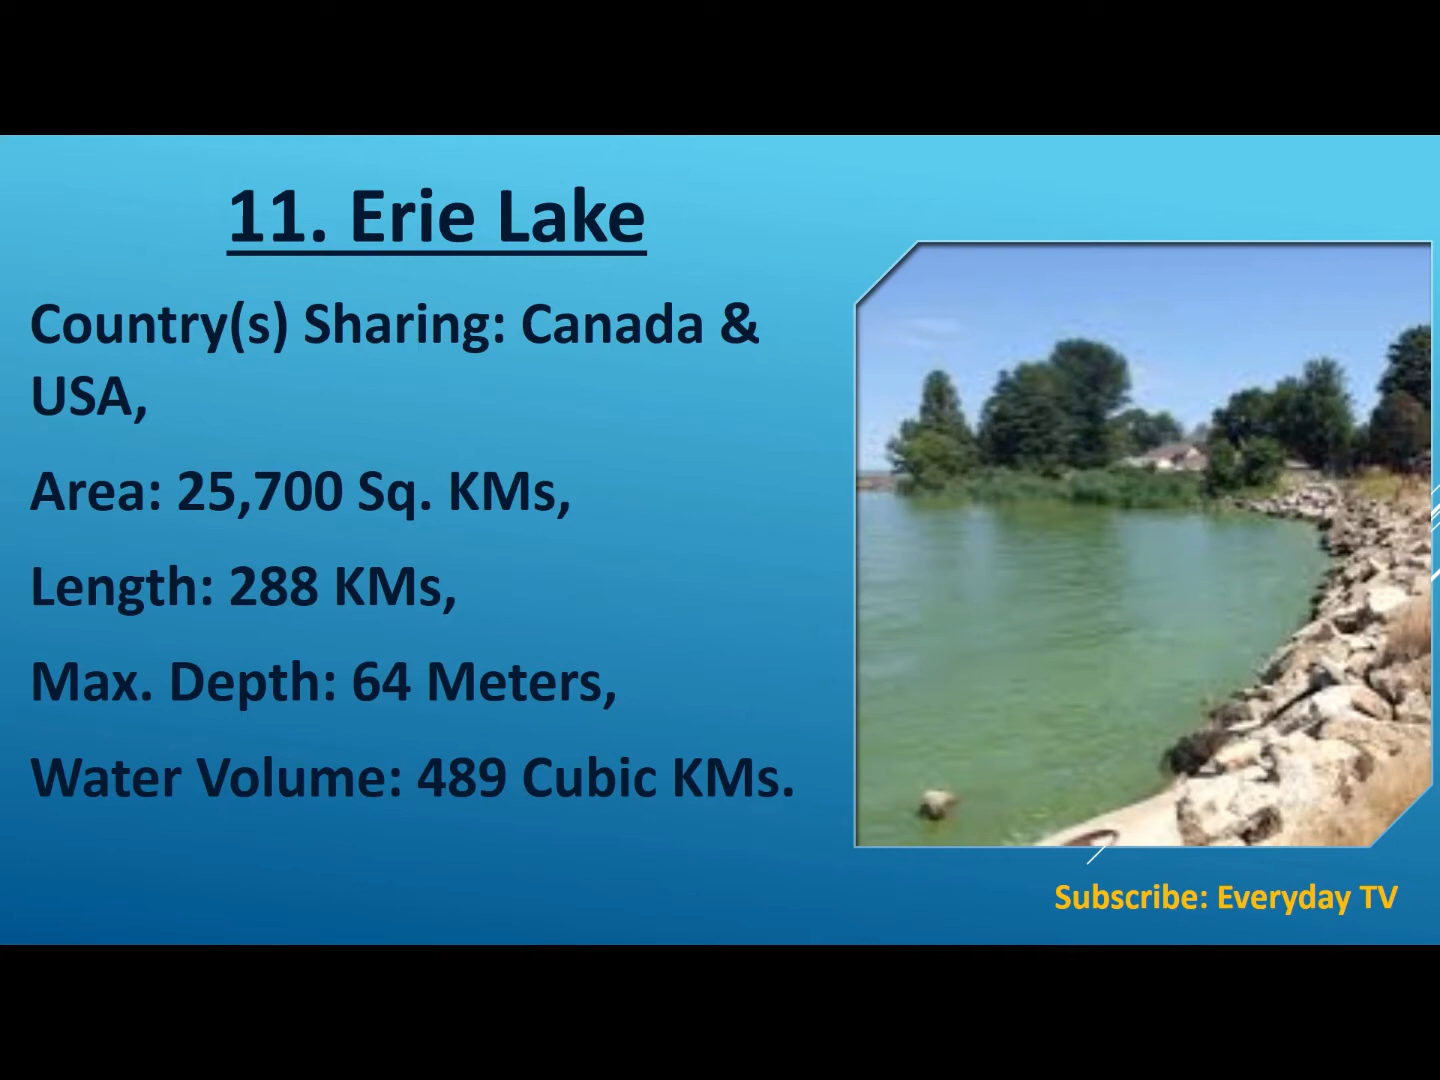 11. Erie Lake
Country(s) Sharing: Canada &
USA,
Area: 25,700 Sq. KMs,
Length: 288 KMs,
Max. Depth: 64 Meters,
Water Volume: 489 Cubic KMs.
Subscribe: Everyday TV